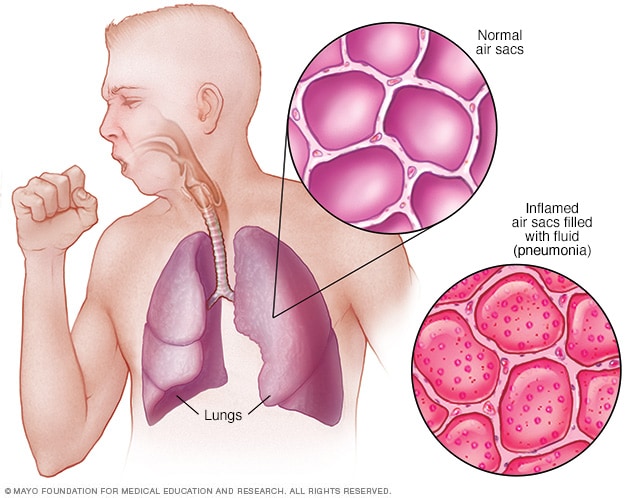 Normal
air sacs
Inflamed
air sacs filled
with fluid
(pneumonia)
Lungs
© MAYO FOUNDATION FOR MEDICAL EDUCATION AND RESEARCH. ALL RIGHTS RESERVED.